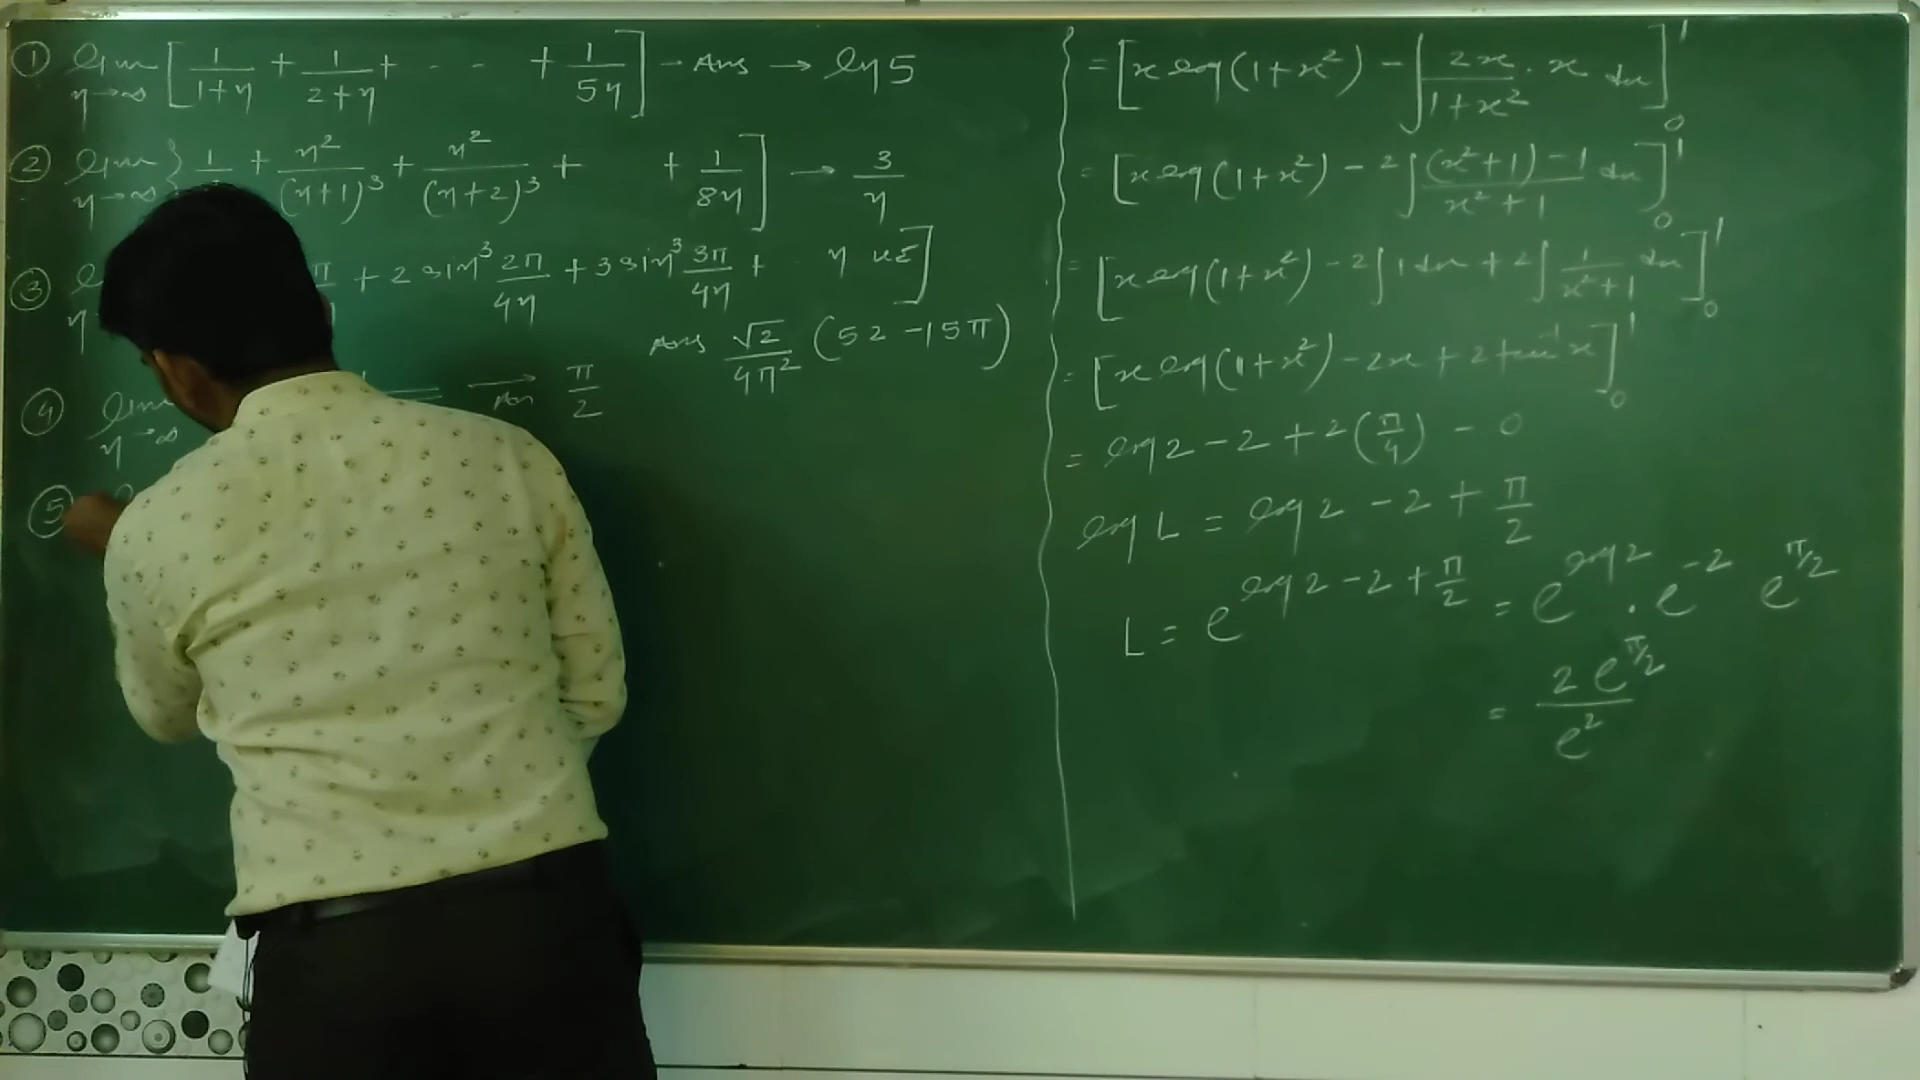 ① lim n→∞ [ 1/(1+n) + 1/(2+n) + - - + 1/5n ] - Ans → ln 5
② lim n→∞ { 1/ + n²/(n+1)³ + n²/(n+2)³ + + 1/8n ] → 3/n
③ π/ + 2 sin³ 2π/4n + 3 sin³ 3π/4n + n ]
Ans √2/4π² (52 - 15π)
④ lim n→∞ → π/2
⑤
= [x log(1+x²) - ∫ 2x/(1+x²) . x dx]₀¹
= [x log(1+x²) - 2∫ ((x²+1) - 1)/(x²+1) dx]₀¹
= [x log(1+x²) - 2∫ 1 dx + 2∫ 1/(x²+1) dx]₀¹
= [x log(1+x²) - 2x + 2 tan⁻¹ x]₀¹
= log 2 - 2 + 2(π/4) - 0
log L = log 2 - 2 + π/2
L = e^(log 2 - 2 + π/2) = e^(log 2) . e^(-2) e^(π/2)
= 2 e^(π/2) / e²